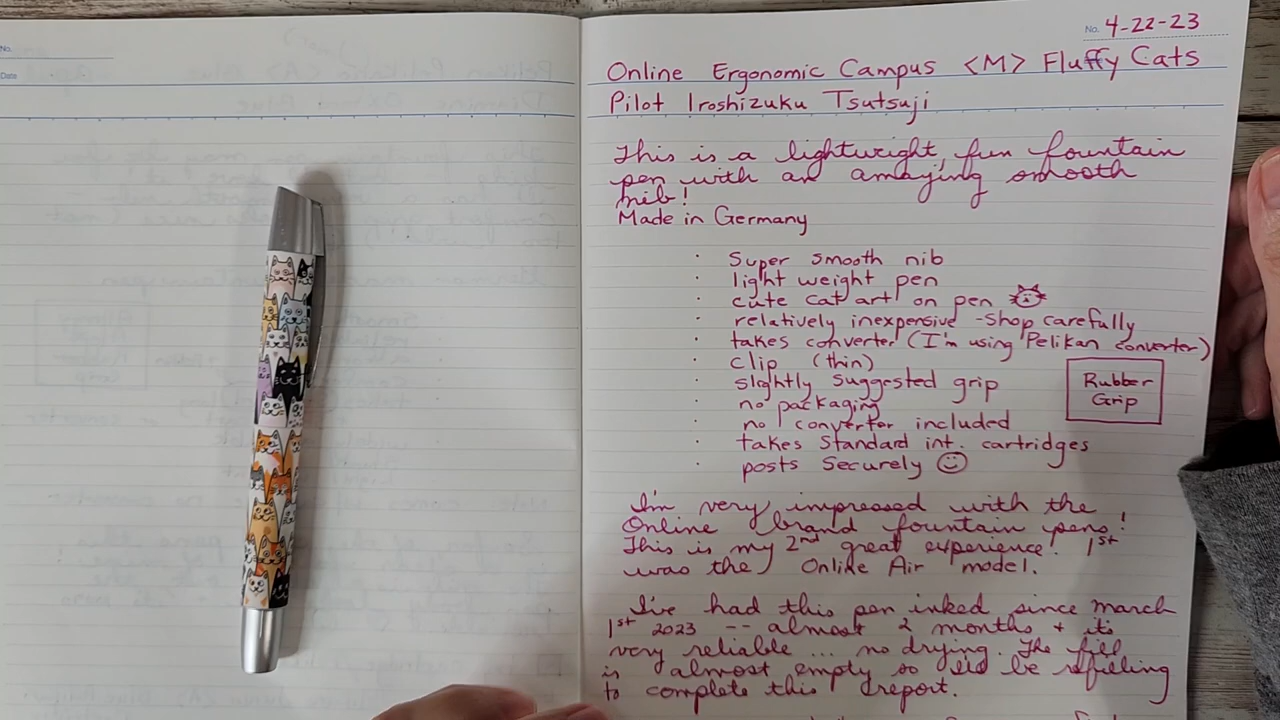 No.
Date
No. 4-22-23
Online Ergonomic Campus <M> Fluffy Cats
Pilot Iroshizuku Tsutsuji
This is a lightweight, fun fountain
pen with an amazing smooth
nib!
Made in Germany
· Super smooth nib
· light weight pen
· cute cat art on pen
· relatively inexpensive - shop carefully
· takes converter (I'm using Pelikan converter)
· clip (thin)
· slightly suggested grip
· no packaging
· no converter included
· takes standard int. cartridges
· posts securely ☺
Rubber
Grip
I'm very impressed with the
Online brand fountain pens!
This is my 2nd great experience. 1st
was the Online Air model.
I've had this pen inked since march
1st 2023 -- almost 2 months + its
very reliable ... no drying. The fill
is almost empty so I'll be refilling
to complete this report.